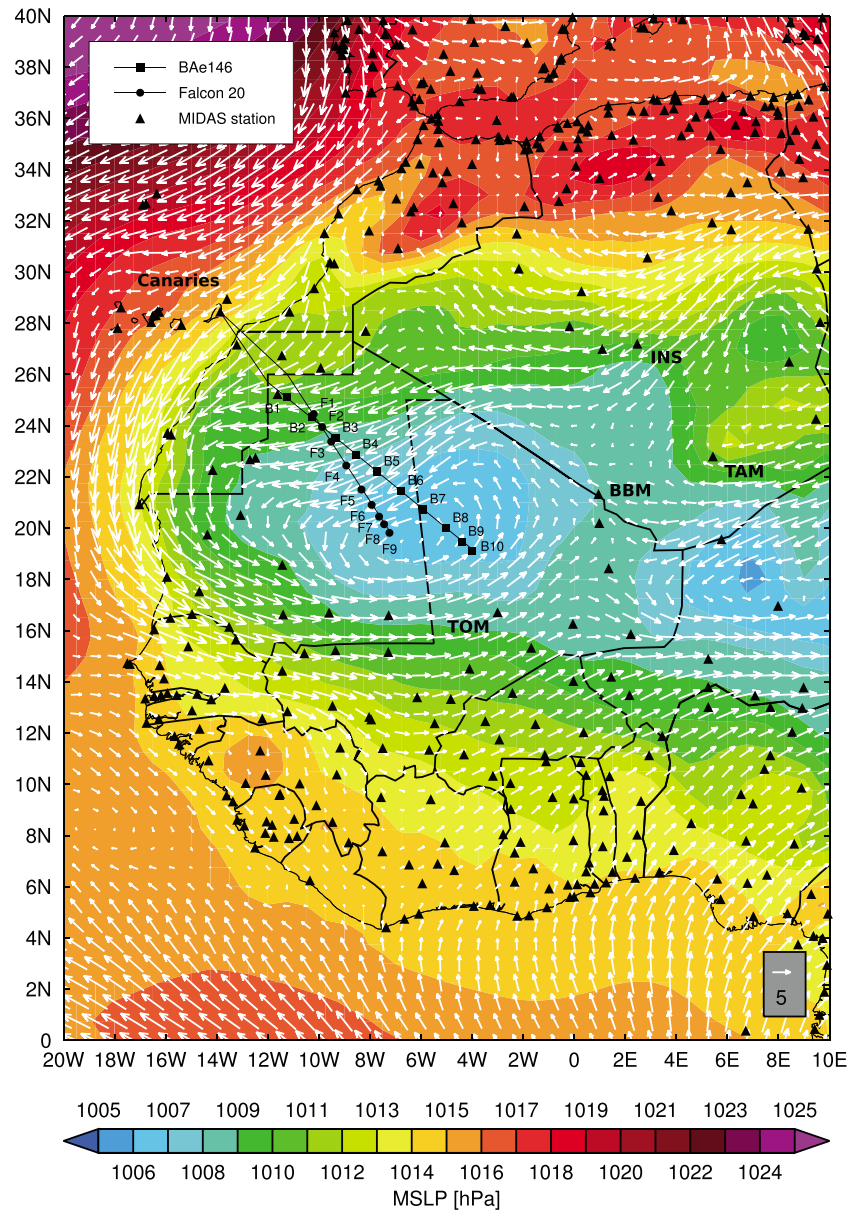 40N
38N
36N
34N
32N
30N
28N
26N
24N
22N
20N
18N
16N
14N
12N
10N
8N
6N
4N
2N
0
BAe146
Falcon 20
MIDAS station
Canaries
INS
TAM
BBM
TOM
B1
F1
F2
B2
B3
F3
B4
F4
B5
F5
B6
F6
B7
F7
B8
F8
B9
F9
B10
5
20W 18W 16W 14W 12W 10W 8W 6W 4W 2W 0 2E 4E 6E 8E 10E
1005 1007 1009 1011 1013 1015 1017 1019 1021 1023 1025
1006 1008 1010 1012 1014 1016 1018 1020 1022 1024
MSLP [hPa]